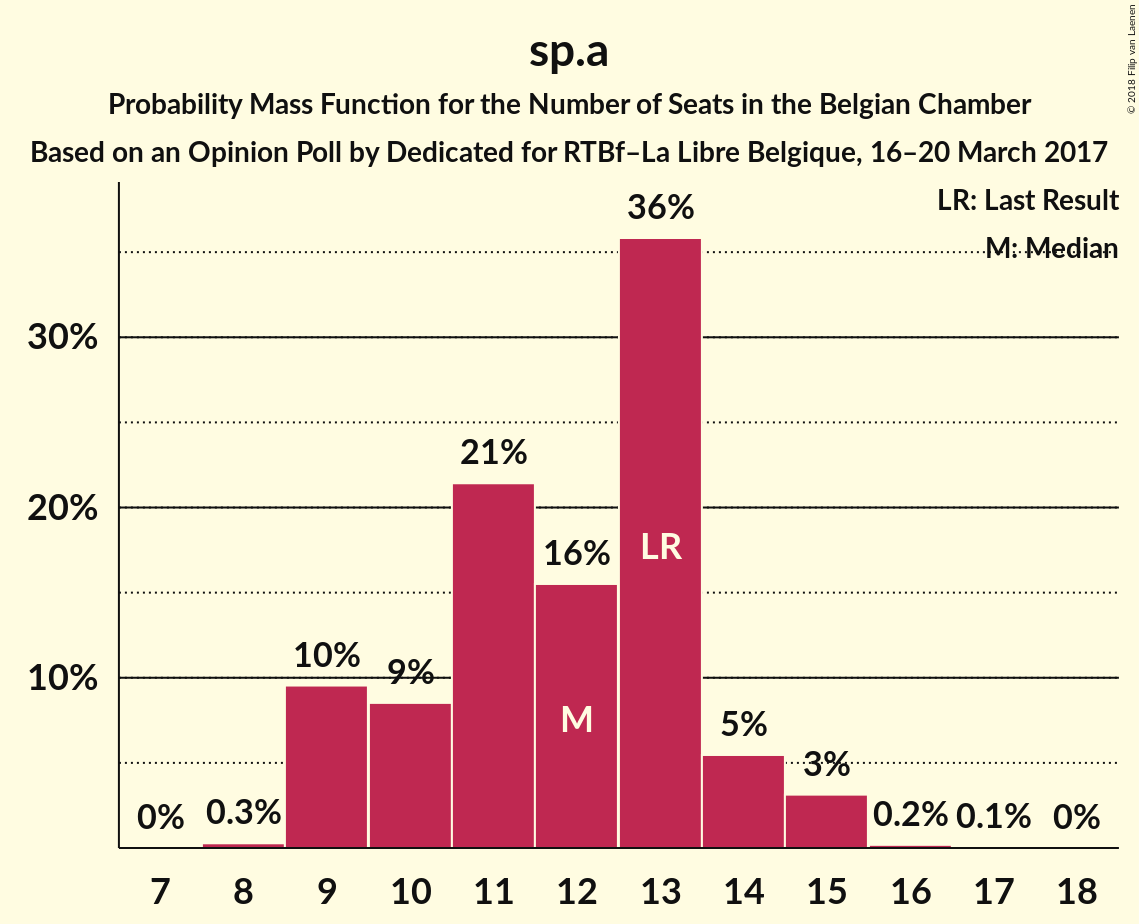 sp.a
Probability Mass Function for the Number of Seats in the Belgian Chamber
Based on an Opinion Poll by Dedicated for RTBf–La Libre Belgique, 16–20 March 2017
© 2018 Filip van Laenen
LR: Last Result
M: Median
30%
20%
10%
0%
0.3%
10%
9%
21%
16%
36%
5%
3%
0.2%
0.1%
0%
M
LR
7 8 9 10 11 12 13 14 15 16 17 18